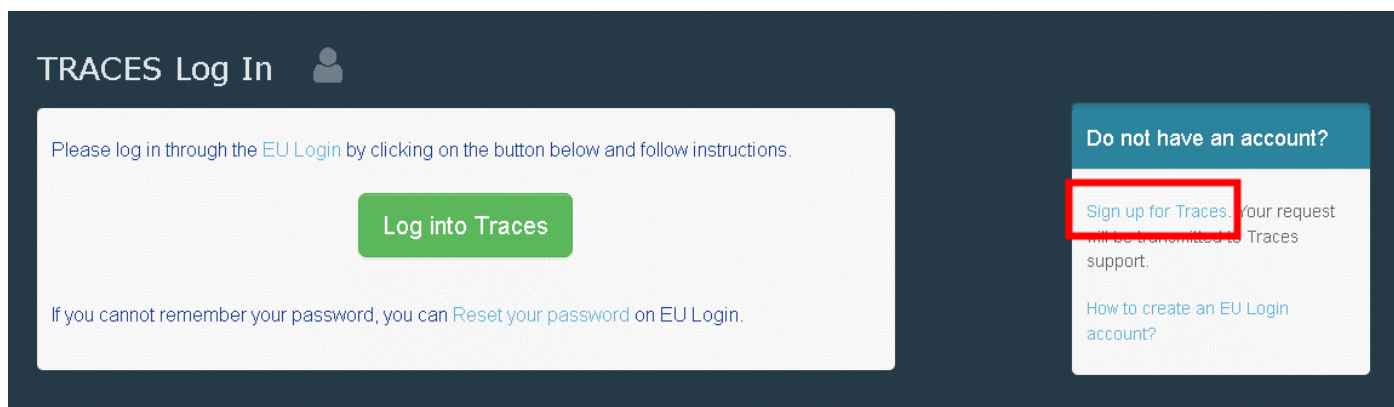 TRACES Log In
Please log in through the EU Login by clicking on the button below and follow instructions.
Log into Traces
If you cannot remember your password, you can Reset your password on EU Login.
Do not have an account?
Sign up for Traces. Your request
will be transmitted to Traces
support.
How to create an EU Login
account?